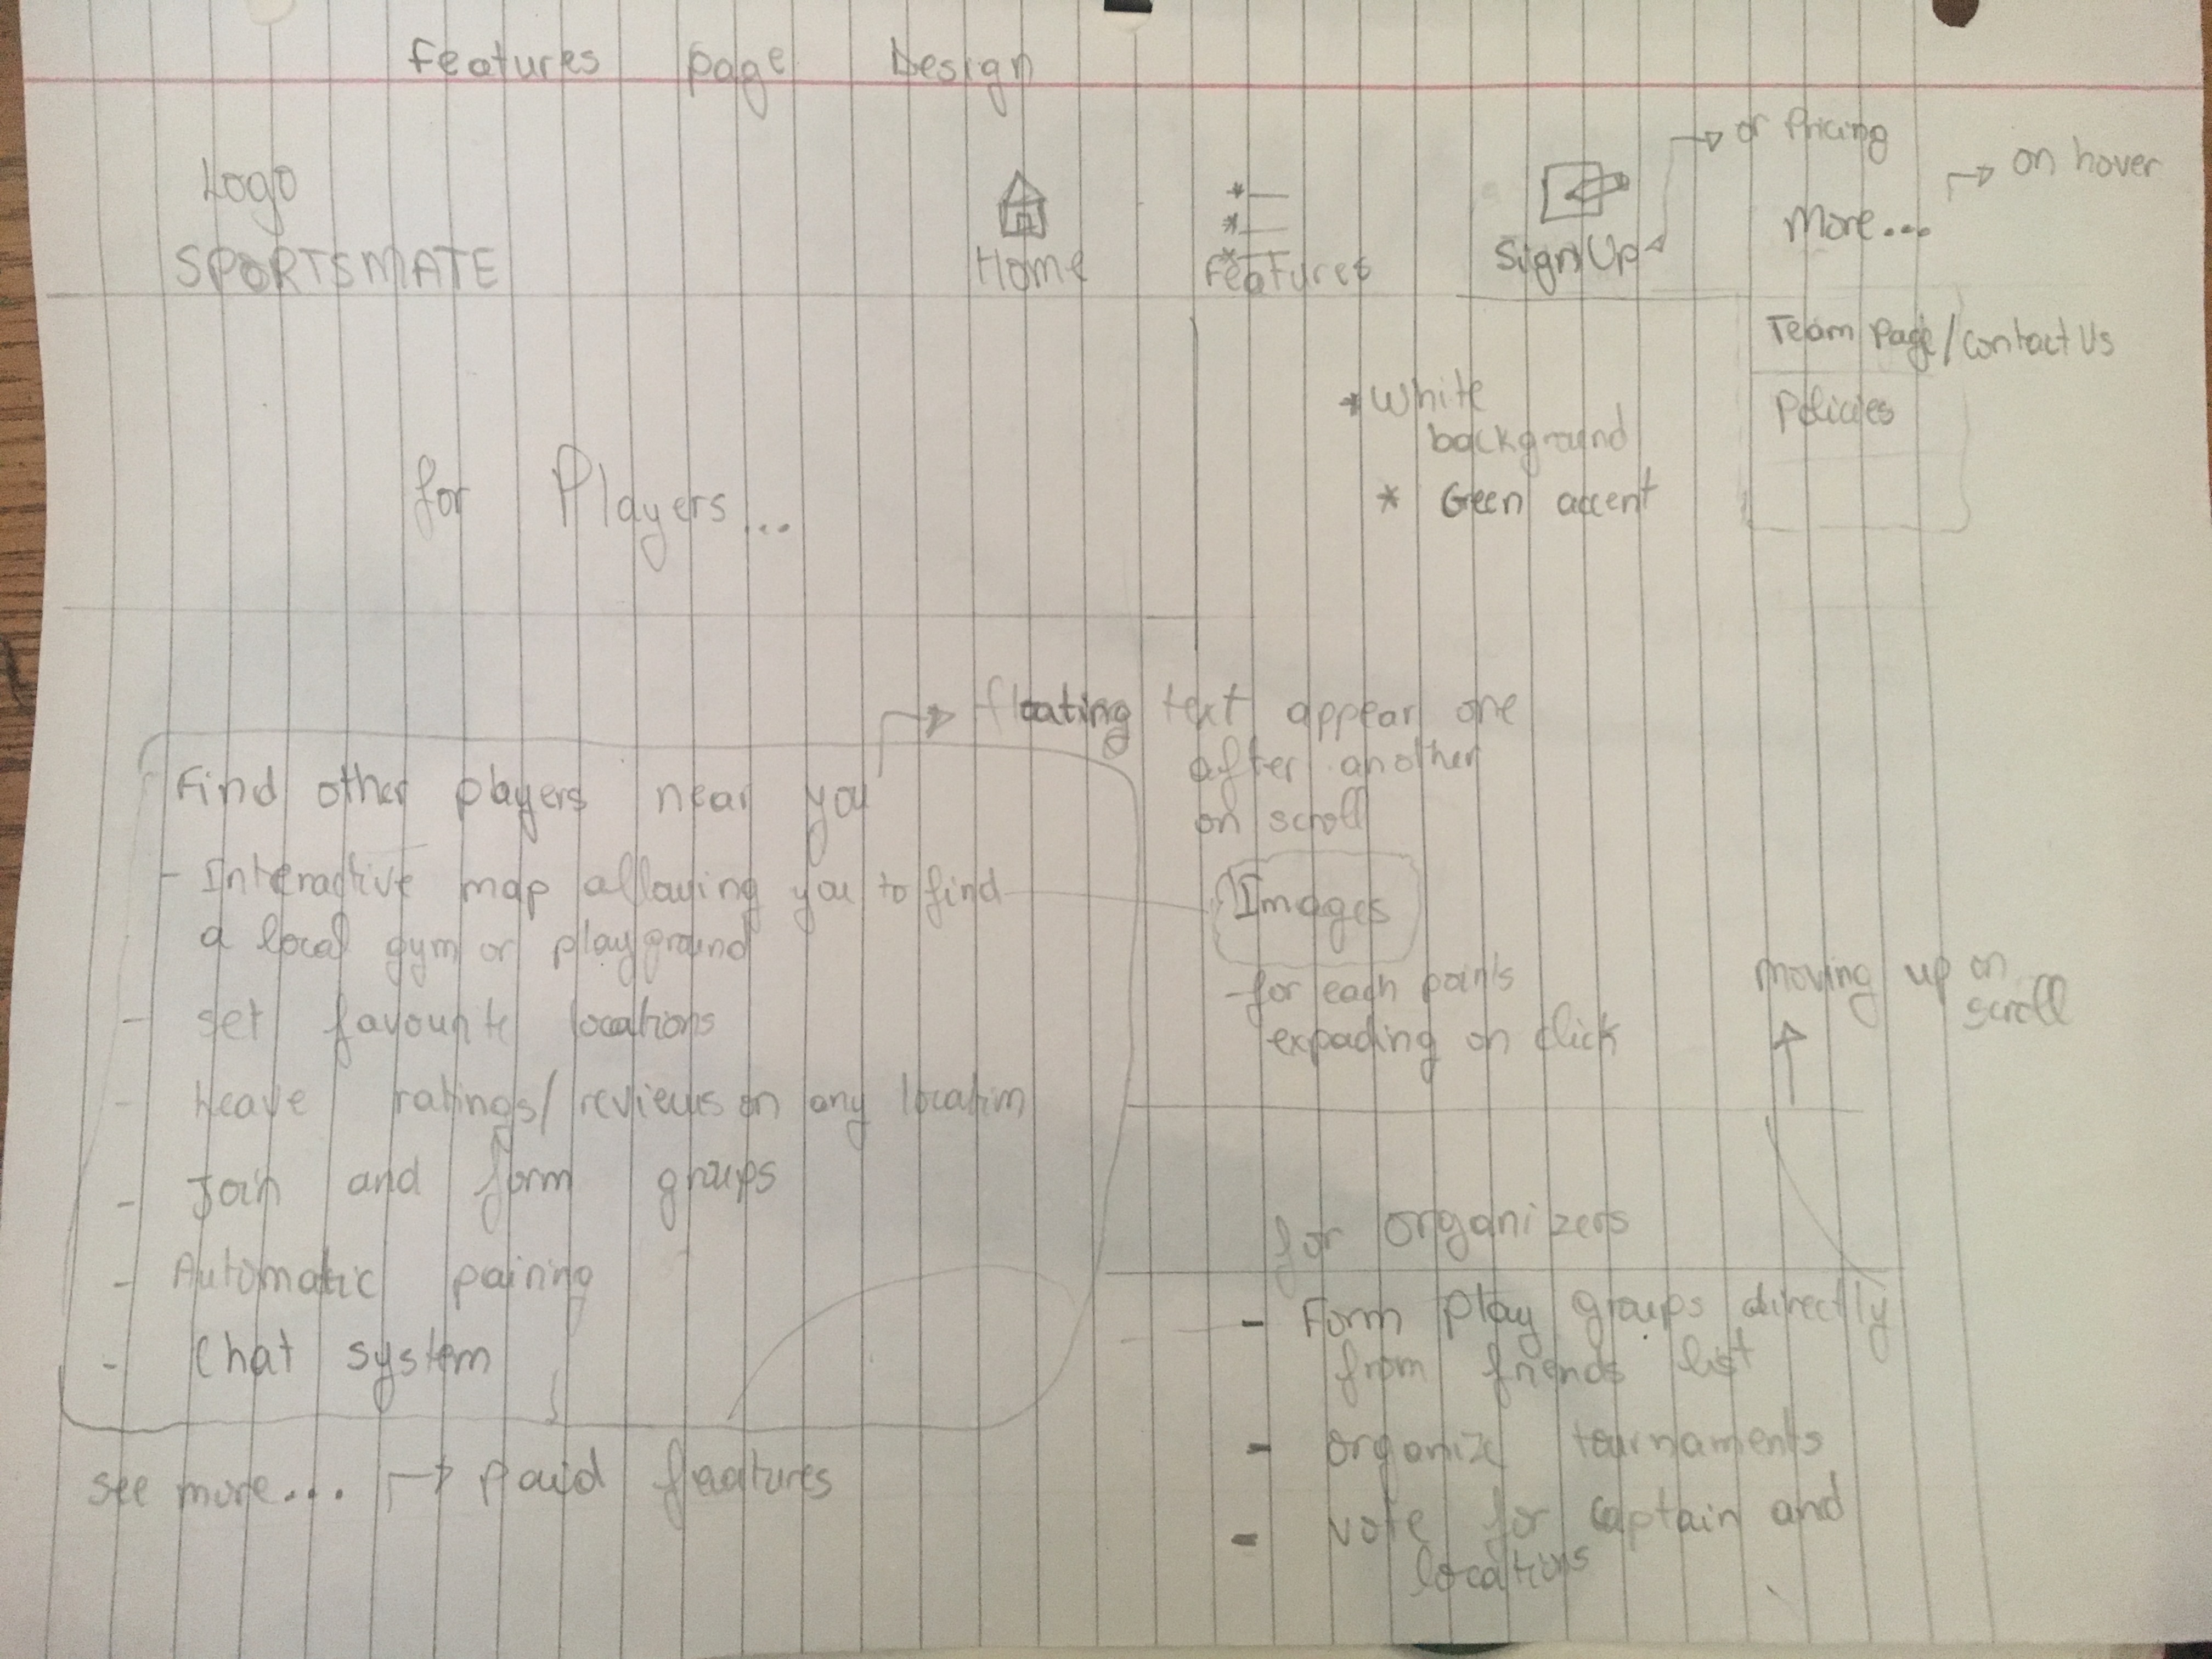 Features page Design
Logo
SPORTSMATE
Home
Features
SignUp
or Pricing
More...
on hover
Team Page/contact Us
Policies
* White
background
* Green accent
for Players...
floating text appear one
after another
on scroll
Find other players near you
- Interactive map allowing you to find
a local gym or playground
- set favourite locations
- Leave ratings/reviews on any location
- Join and form groups
- Automatic pairing
- Chat system
see more...
paid features
Images
- for each points
expading on click
moving up on
scroll
for organizers
- Form Play groups directly
from friends list
- organize tournaments
- vote for captain and
locations